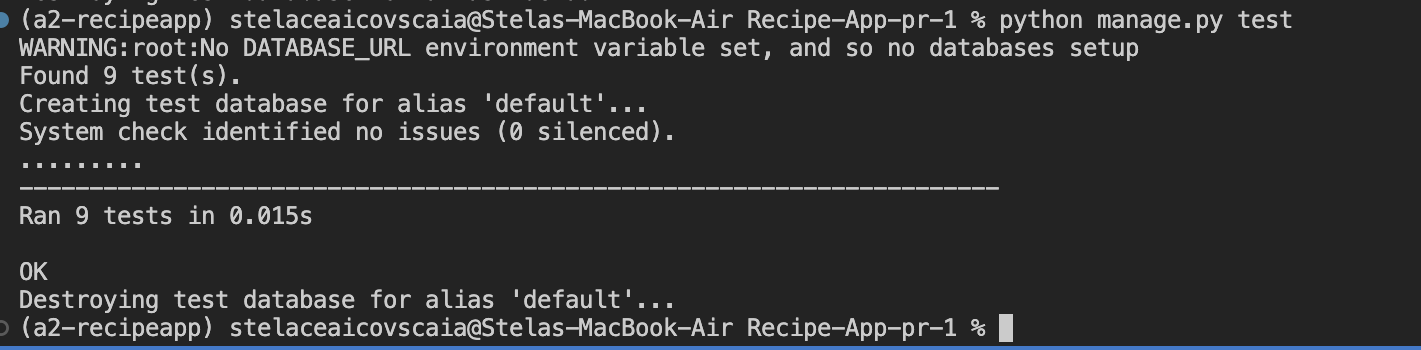 (a2-recipeapp) stelaceaicovscaia@Stelas-MacBook-Air Recipe-App-pr-1 % python manage.py test
WARNING:root:No DATABASE_URL environment variable set, and so no databases setup
Found 9 test(s).
Creating test database for alias 'default'...
System check identified no issues (0 silenced).
.........
----------------------------------------------------------------------
Ran 9 tests in 0.015s

OK
Destroying test database for alias 'default'...
(a2-recipeapp) stelaceaicovscaia@Stelas-MacBook-Air Recipe-App-pr-1 %